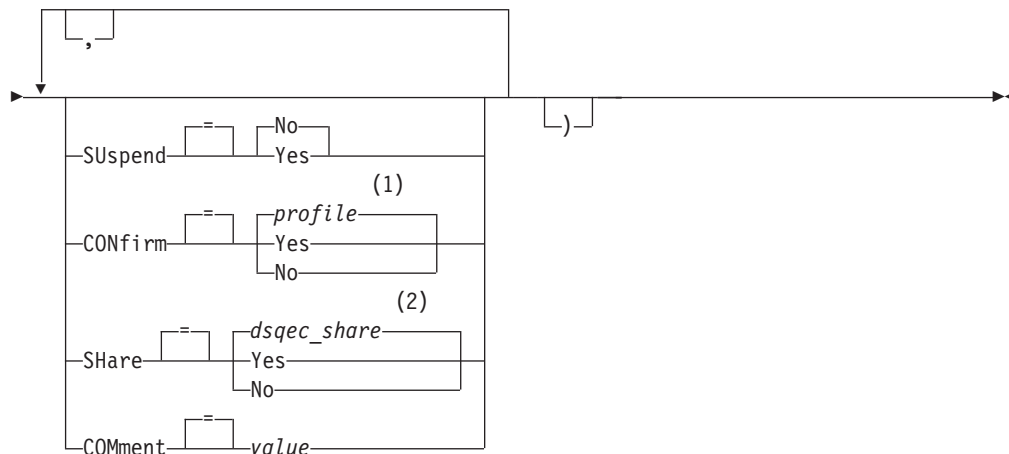 ,
)
= No
SUspend Yes
(1)
= profile
CONfirm Yes
No
(2)
= dsqec_share
SHare Yes
No
=
COMment value